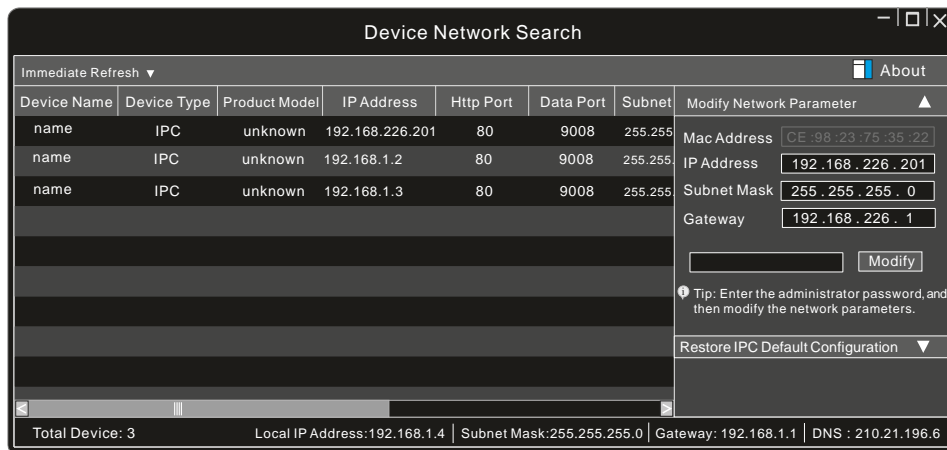 Device Network Search
Immediate Refresh ▼
About
Device Name Device Type Product Model IP Address Http Port Data Port Subnet
name IPC unknown 192.168.226.201 80 9008 255.255
name IPC unknown 192.168.1.2 80 9008 255.255.
name IPC unknown 192.168.1.3 80 9008 255.255.
Modify Network Parameter
Mac Address CE :98 :23 :75 :35 :22
IP Address 192 .168 . 226 . 201
Subnet Mask 255 . 255 . 255 . 0
Gateway 192 .168 . 226 . 1
Modify
Tip: Enter the administrator password, and
then modify the network parameters.
Restore IPC Default Configuration ▼
Total Device: 3 Local IP Address:192.168.1.4 Subnet Mask:255.255.255.0 Gateway: 192.168.1.1 DNS : 210.21.196.6